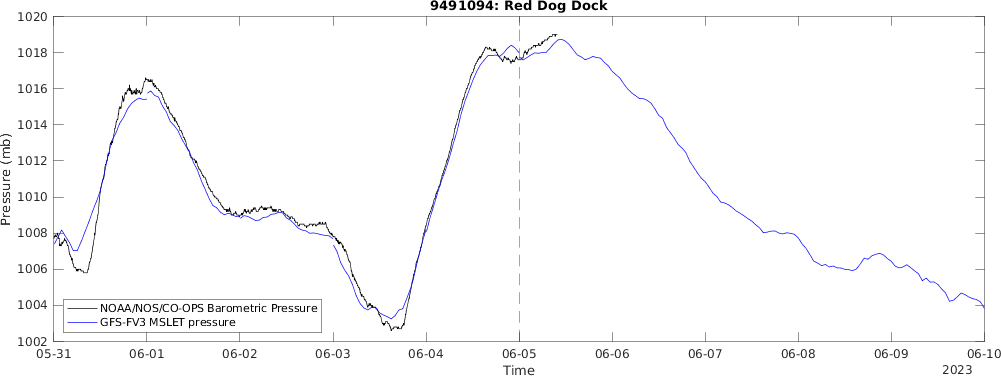 9491094: Red Dog Dock
Pressure (mb)
1020
1018
1016
1014
1012
1010
1008
1006
1004
1002
NOAA/NOS/CO-OPS Barometric Pressure
GFS-FV3 MSLET pressure
05-31 06-01 06-02 06-03 06-04 06-05 06-06 06-07 06-08 06-09 06-10
Time
2023